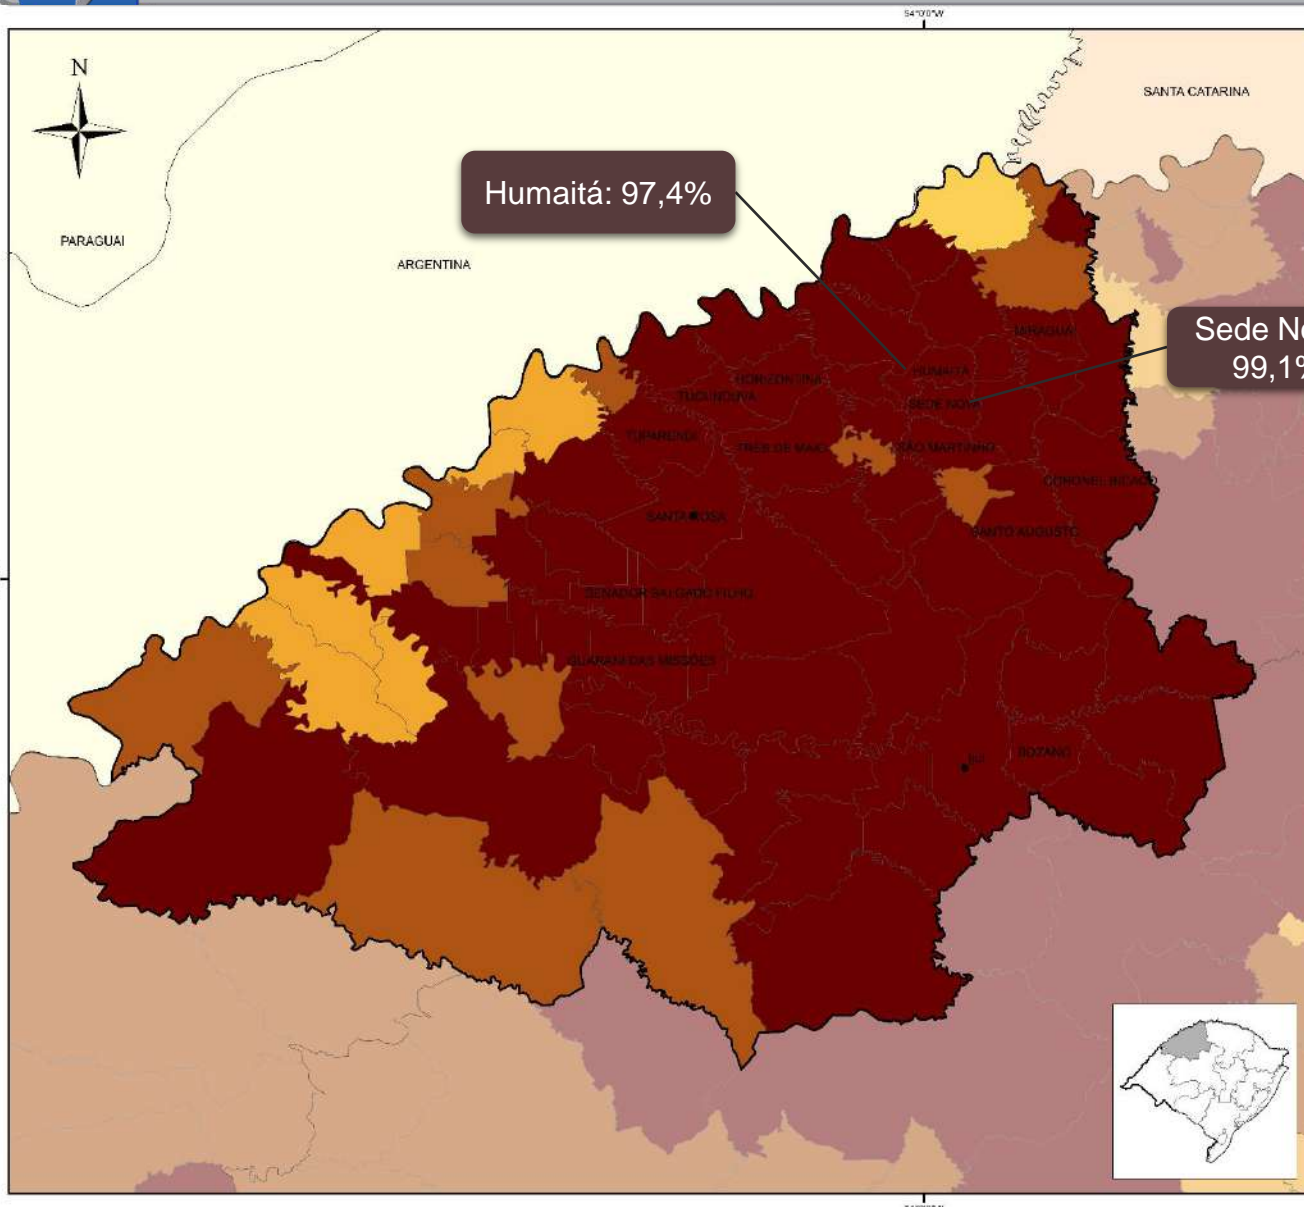 54°0'0"W
N
SANTA CATARINA
Humaitá: 97,4%
PARAGUAI
ARGENTINA
Sede No
99,1%
HUMAITÁ
HORIZONTINA
TUCUNDUVA
SEDE NOVA
TUPARENDI
TRÊS DE MAIO
SÃO MARTINHO
CORONEL BICACO
SANTA ROSA
SANTO AUGUSTO
SENADOR SALGADO FILHO
GUARANI DAS MISSÕES
BOZANO